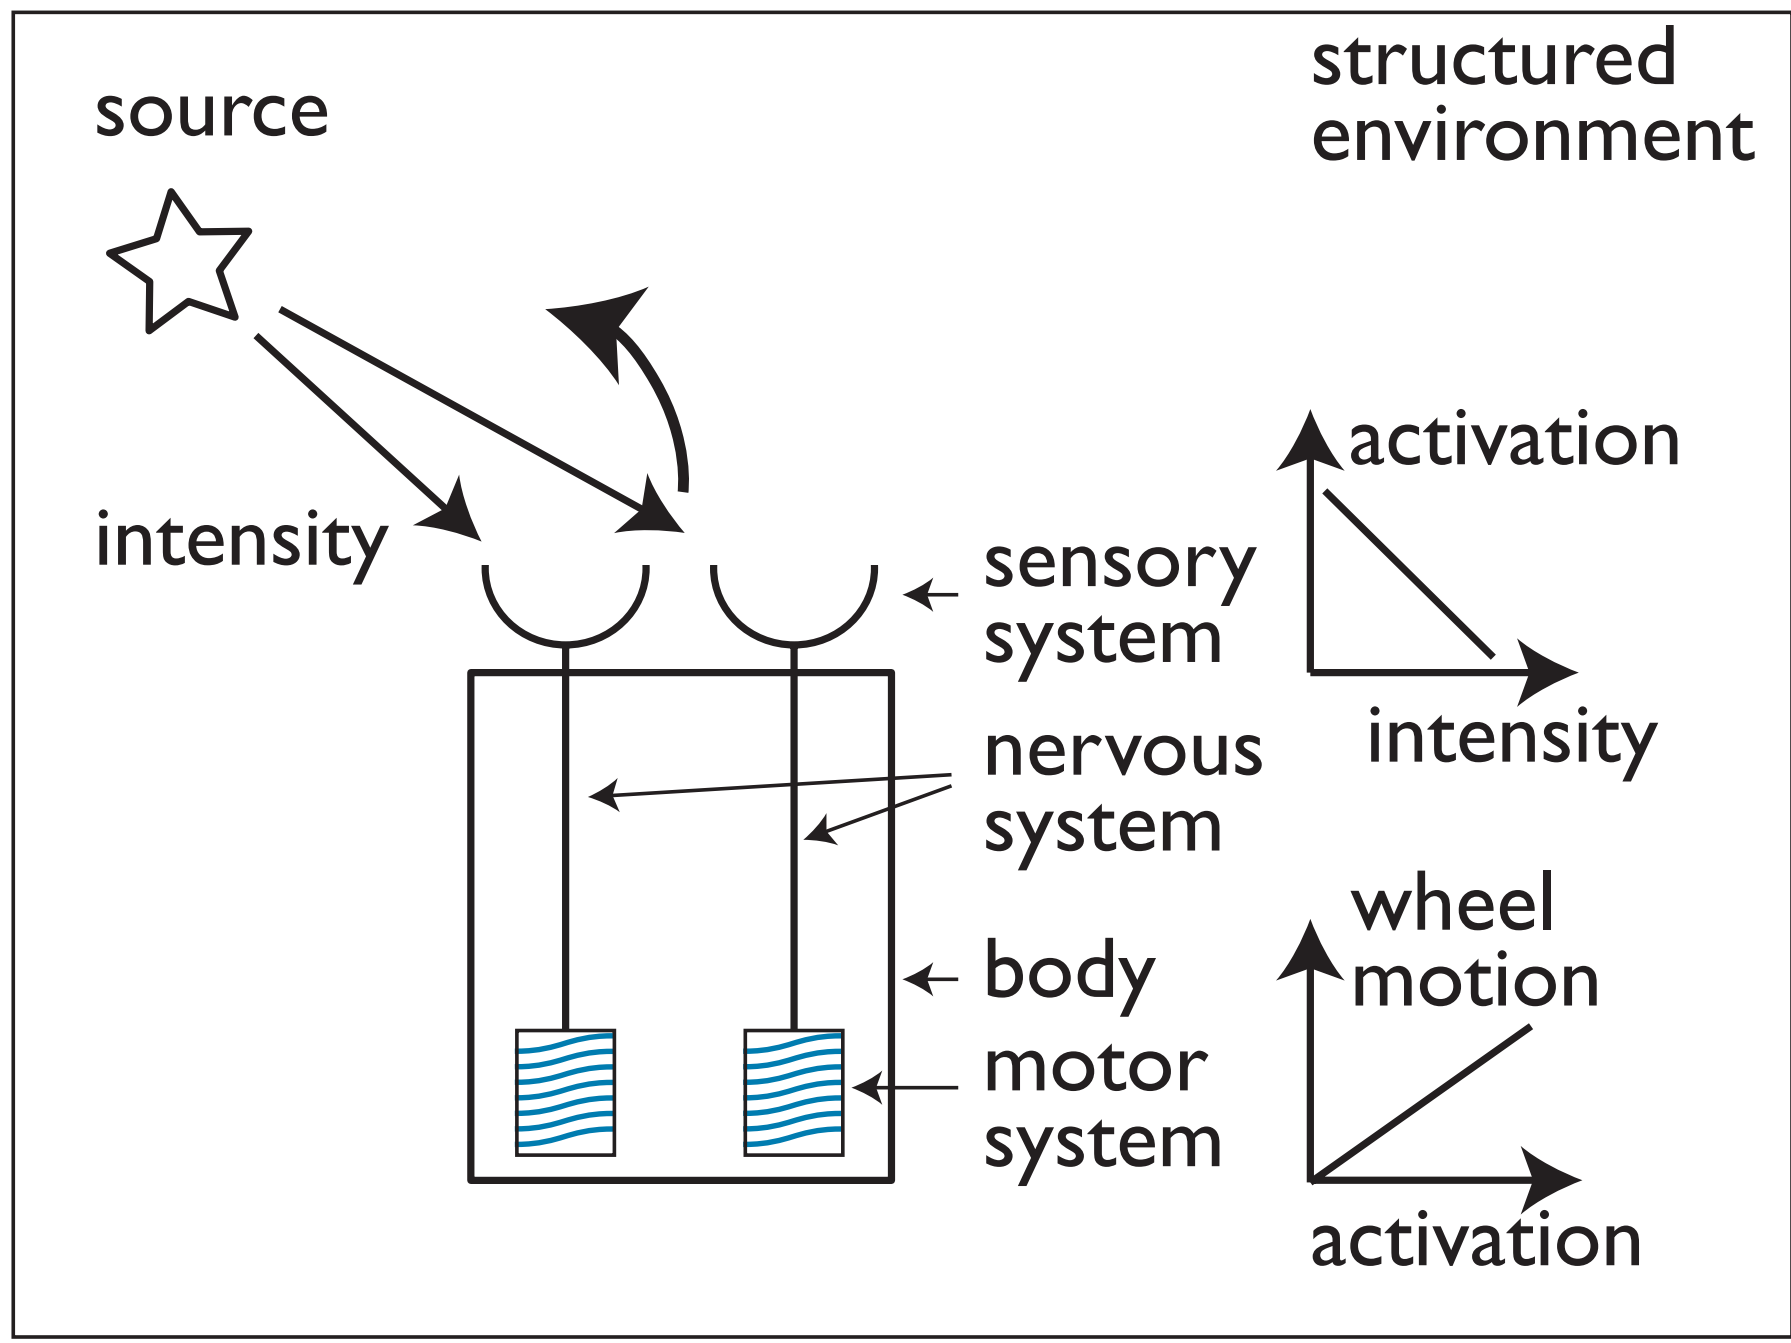 structured
environment
source
intensity
activation
intensity
sensory
system
nervous
system
body
motor
system
wheel
motion
activation